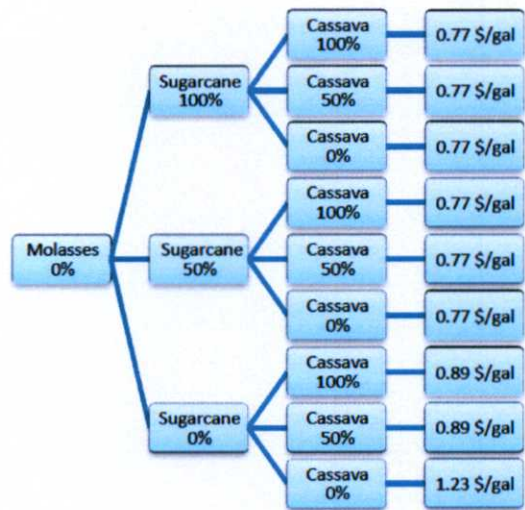 Cassava
100%
0.77 $/gal
Sugarcane
100%
Cassava
50%
0.77 $/gal
Cassava
0%
0.77 $/gal
Cassava
100%
0.77 $/gal
Molasses
0%
Sugarcane
50%
Cassava
50%
0.77 $/gal
Cassava
0%
0.77 $/gal
Cassava
100%
0.89 $/gal
Sugarcane
0%
Cassava
50%
0.89 $/gal
Cassava
0%
1.23 $/gal